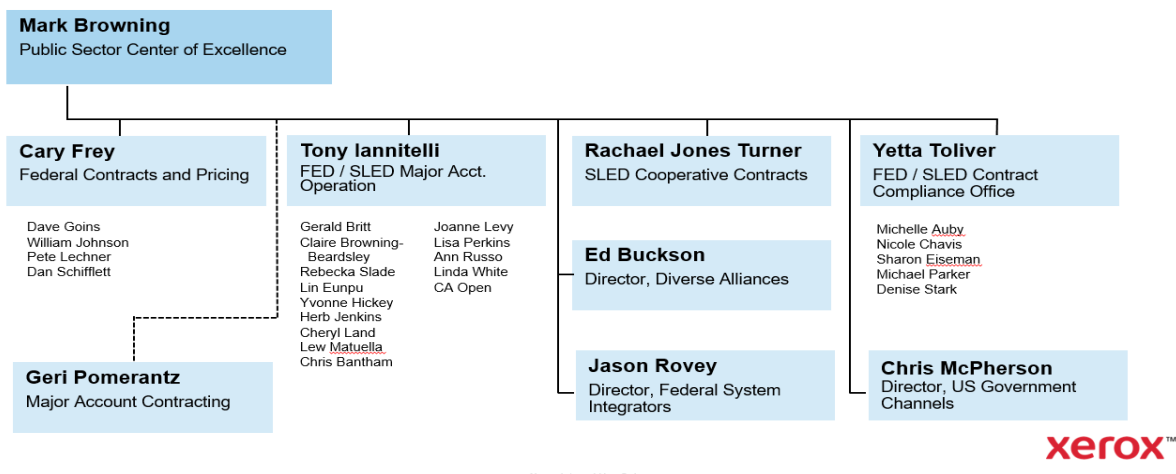 Mark Browning
Public Sector Center of Excellence
Cary Frey
Federal Contracts and Pricing
Dave Goins
William Johnson
Pete Lechner
Dan Schifflett
Geri Pomerantz
Major Account Contracting
Tony Iannitelli
FED / SLED Major Acct.
Operation
Gerald Britt
Claire Browning-
Beardsley
Rebecka Slade
Lin Eunpu
Yvonne Hickey
Herb Jenkins
Cheryl Land
Lew Matuella
Chris Bantham
Joanne Levy
Lisa Perkins
Ann Russo
Linda White
CA Open
Rachael Jones Turner
SLED Cooperative Contracts
Ed Buckson
Director, Diverse Alliances
Jason Rovey
Director, Federal System
Integrators
Yetta Toliver
FED / SLED Contract
Compliance Office
Michelle Auby
Nicole Chavis
Sharon Eiseman
Michael Parker
Denise Stark
Chris McPherson
Director, US Government
Channels
xerox™